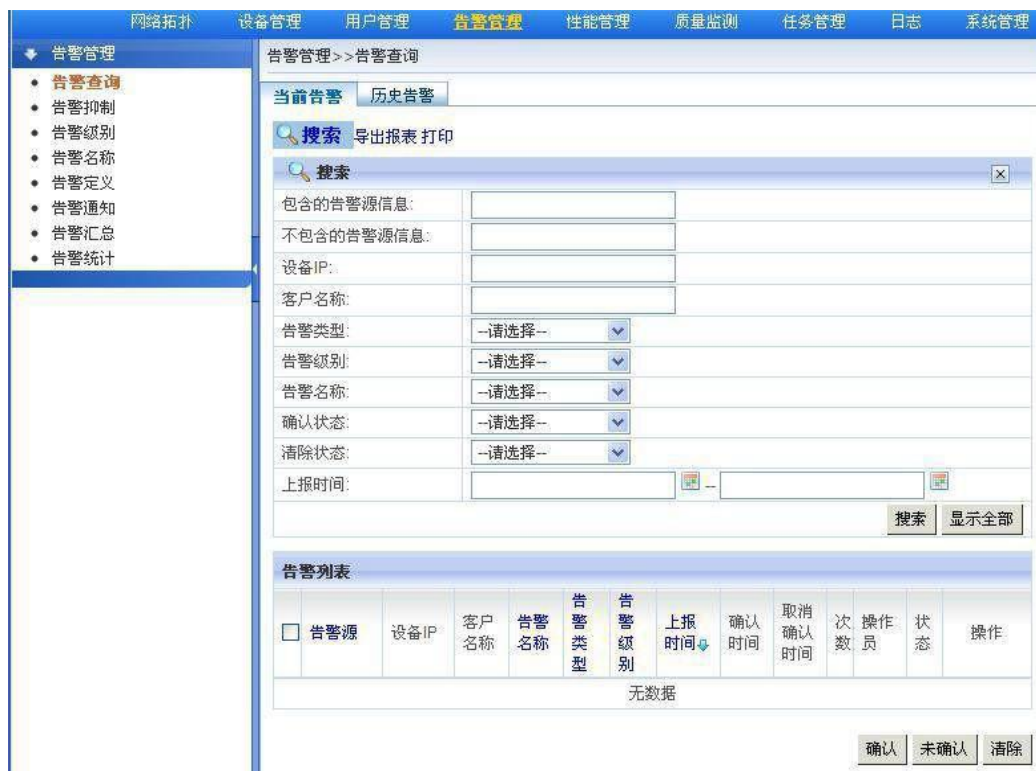 网络拓扑 设备管理 用户管理 告警管理 性能管理 质量监测 任务管理 日志 系统管理
告警管理
告警查询
告警抑制
告警级别
告警名称
告警定义
告警通知
告警汇总
告警统计
告警管理>>告警查询
当前告警 历史告警
搜索 导出报表 打印
搜索
包含的告警源信息:
不包含的告警源信息:
设备IP:
客户名称:
告警类型: --请选择--
告警级别: --请选择--
告警名称: --请选择--
确认状态: --请选择--
清除状态: --请选择--
上报时间: --
搜索 显示全部
告警列表
告警源 设备IP 客户名称 告警名称 告警类型 告警级别 上报时间 确认时间 取消确认时间 次数 操作员 状态 操作
无数据
确认 未确认 清除